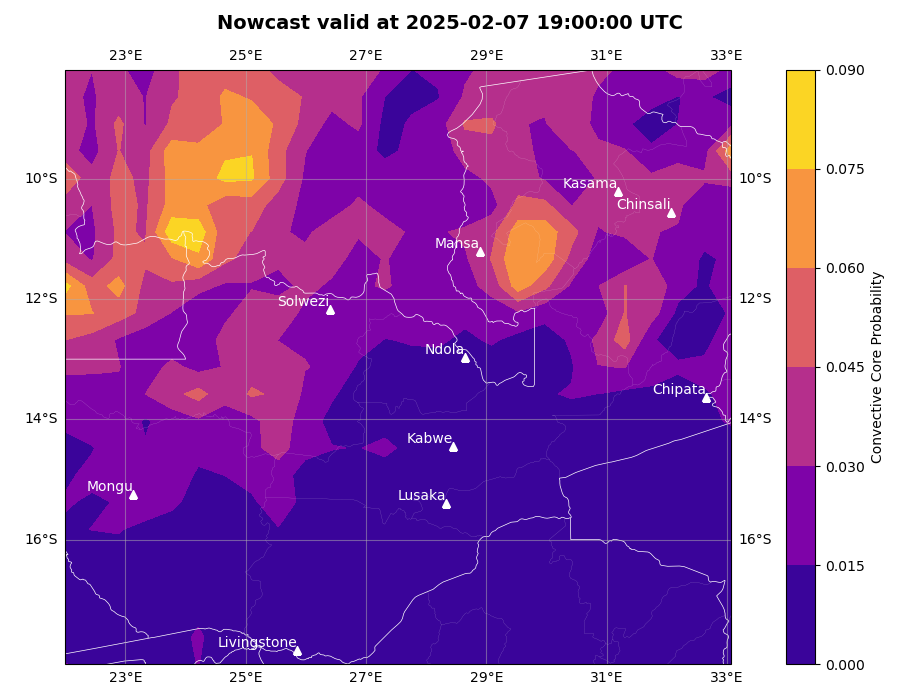 Nowcast valid at 2025-02-07 19:00:00 UTC
23°E 25°E 27°E 29°E 31°E 33°E
0.090
0.075
10°S 10°S
Kasama
Chinsali
Mansa
0.060
12°S 12°S
Solwezi
Ndola
0.045
Chipata
14°S 14°S
Kabwe
0.030
Mongu
Lusaka
16°S 16°S
0.015
Livingstone
0.000
23°E 25°E 27°E 29°E 31°E 33°E
Convective Core Probability